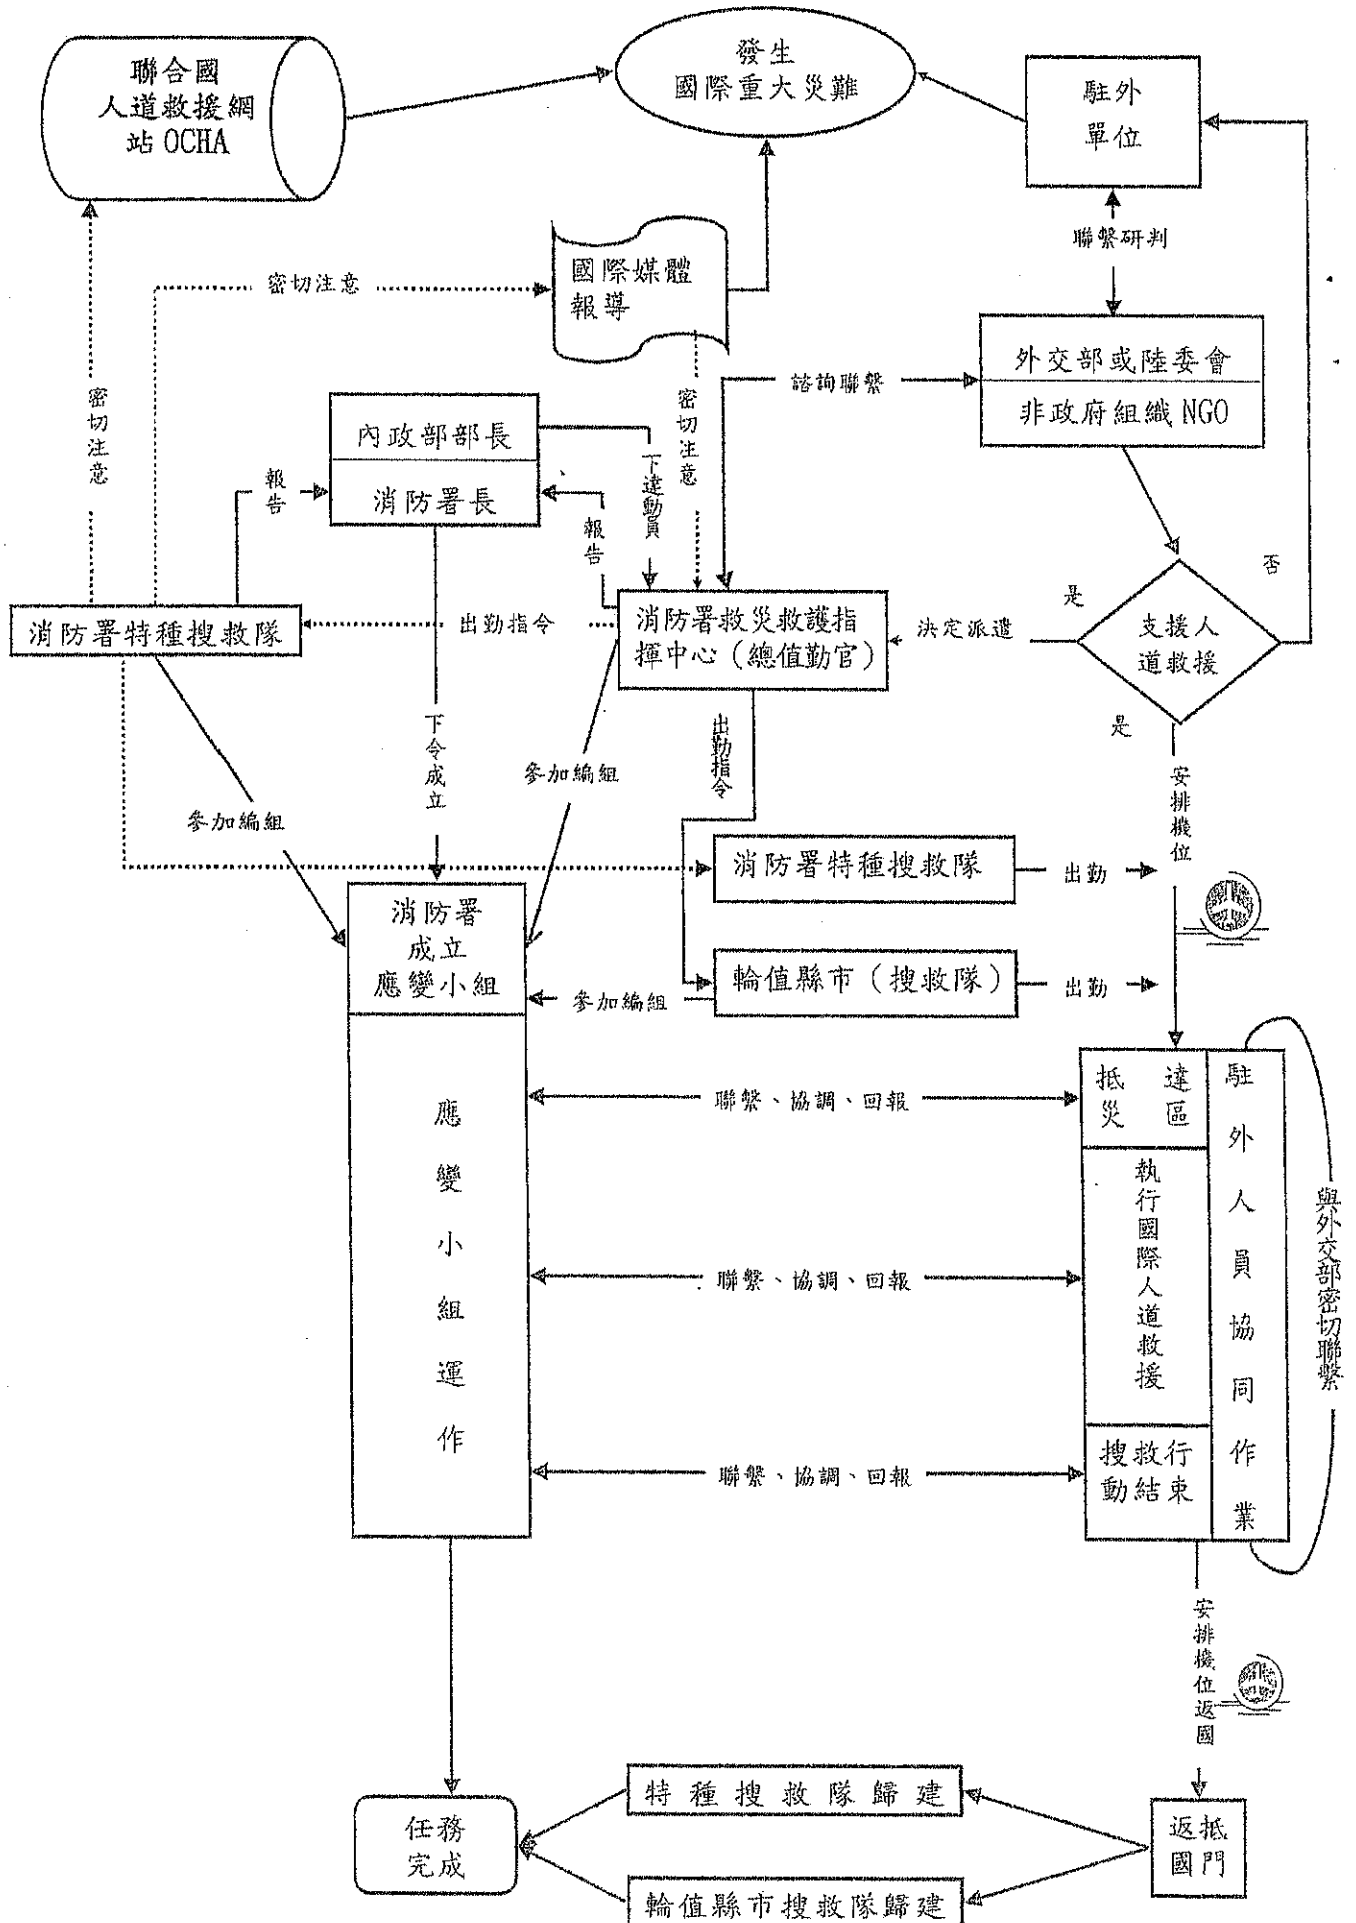 聯合國
人道救援網
站 OCHA
發生
國際重大災難
駐外
單位
聯繫研判
國際媒體
報導
密切注意
密切注意
密切注意
外交部或陸委會
非政府組織 NGO
諮詢聯繫
內政部部長
消防署長
報告
下達動員
報告
消防署特種搜救隊
出勤指令
消防署救災救護指
揮中心（總值勤官）
決定派遣
是
否
支援人
道救援
是
下令成立
參加編組
參加編組
出勤指令
安排機位
消防署特種搜救隊
出勤
消防署
成立
應變小組
輪值縣市（搜救隊）
出勤
參加編組
應變小組運作
聯繫、協調、回報
抵達
災區
駐外人員協同作業
執行國際人道救援
與外交部密切聯繫
聯繫、協調、回報
聯繫、協調、回報
搜救行
動結束
安排機位返國
特種搜救隊歸建
任務
完成
返抵
國門
輪值縣市搜救隊歸建